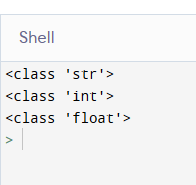 Shell
<class 'str'>
<class 'int'>
<class 'float'>
>